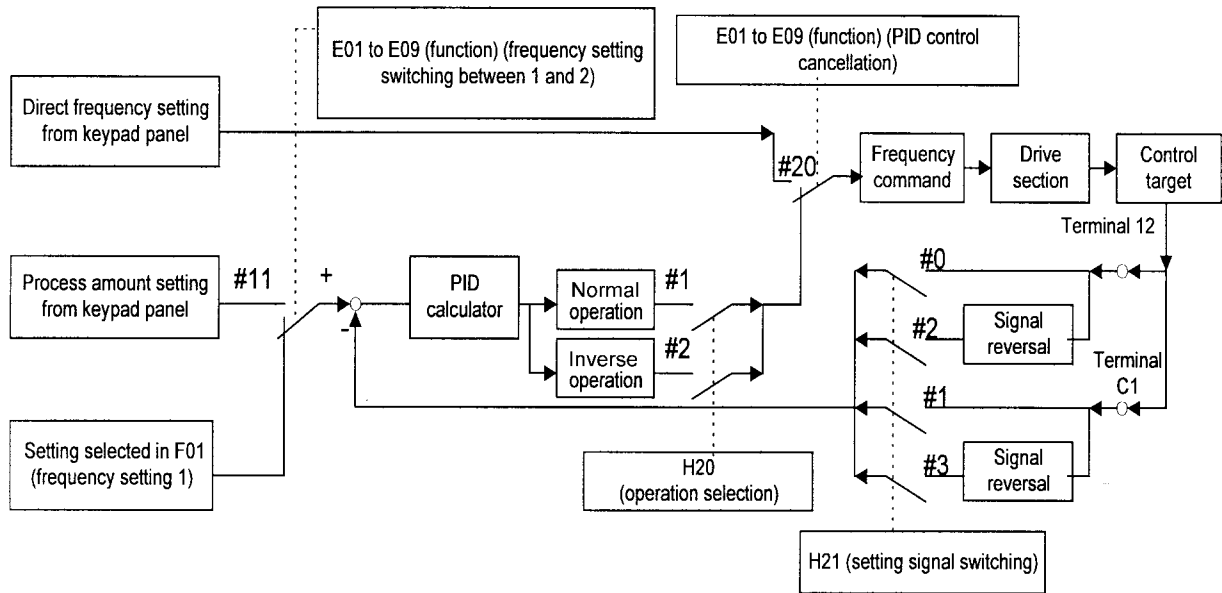 E01 to E09 (function) (frequency setting
switching between 1 and 2)
E01 to E09 (function) (PID control
cancellation)
Direct frequency setting
from keypad panel
#20
Frequency
command
Drive
section
Control
target
Terminal 12
Process amount setting
from keypad panel
#11
+
-
PID
calculator
Normal
operation
#1
Inverse
operation
#2
#0
#2
Signal
reversal
Terminal
C1
#1
#3
Signal
reversal
Setting selected in F01
(frequency setting 1)
H20
(operation selection)
H21 (setting signal switching)